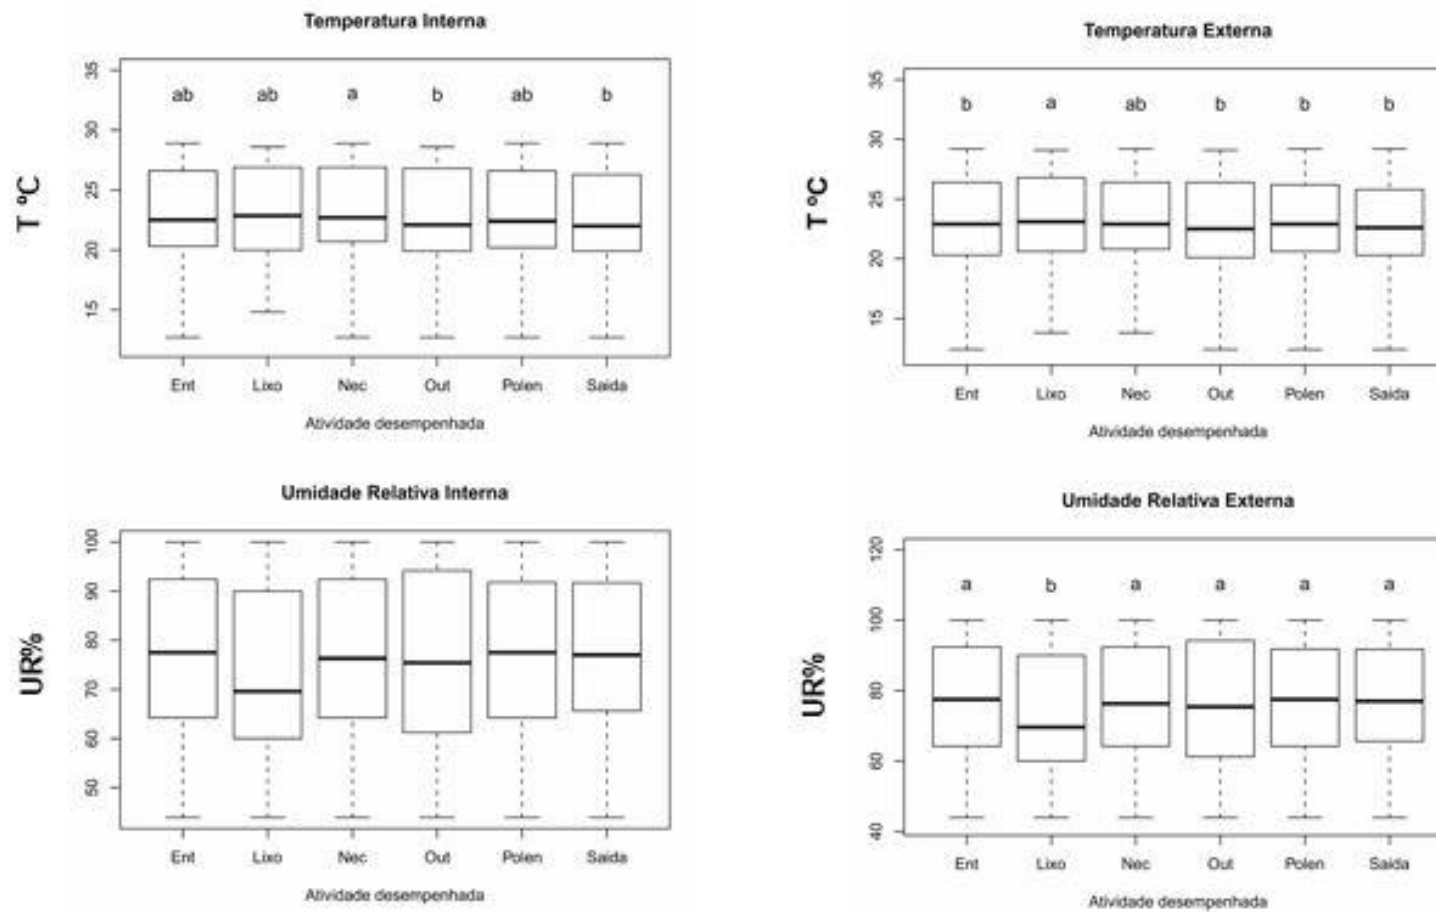 Temperatura Interna
T ºC
35
30
25
20
15
ab ab a b ab b
Ent Lixo Nec Out Polen Saida
Atividade desempenhada
Temperatura Externa
T ºC
35
30
25
20
15
b a ab b b b
Ent Lixo Nec Out Polen Saida
Atividade desempenhada
Umidade Relativa Interna
UR%
100
90
80
70
60
50
Ent Lixo Nec Out Polen Saida
Atividade desempenhada
Umidade Relativa Externa
UR%
120
100
80
60
40
a b a a a a
Ent Lixo Nec Out Polen Saida
Atividade desempenhada